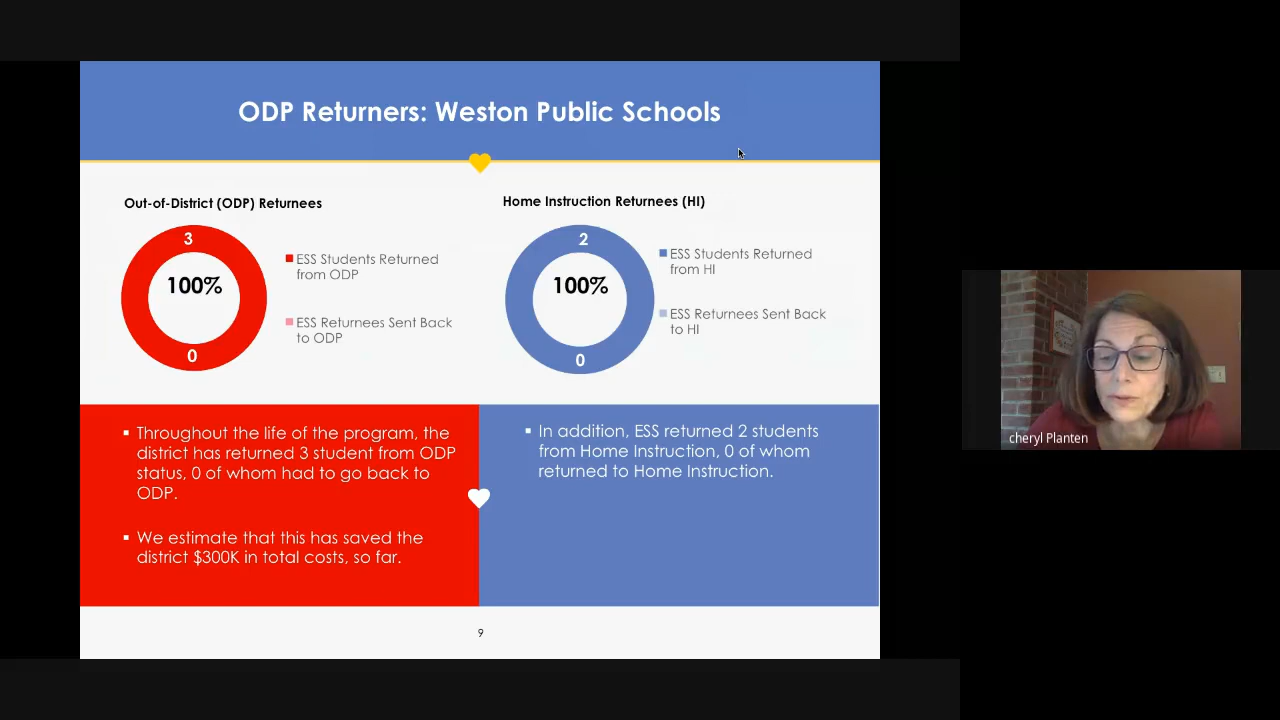 ODP Returners: Weston Public Schools
Out-of-District (ODP) Returnees
3
100%
0
ESS Students Returned
from ODP
ESS Returnees Sent Back
to ODP
Home Instruction Returnees (HI)
2
100%
0
ESS Students Returned
from HI
ESS Returnees Sent Back
to HI
▪ Throughout the life of the program, the
district has returned 3 student from ODP
status, 0 of whom had to go back to
ODP.
▪ We estimate that this has saved the
district $300K in total costs, so far.
▪ In addition, ESS returned 2 students
from Home Instruction, 0 of whom
returned to Home Instruction.
9
cheryl Planten